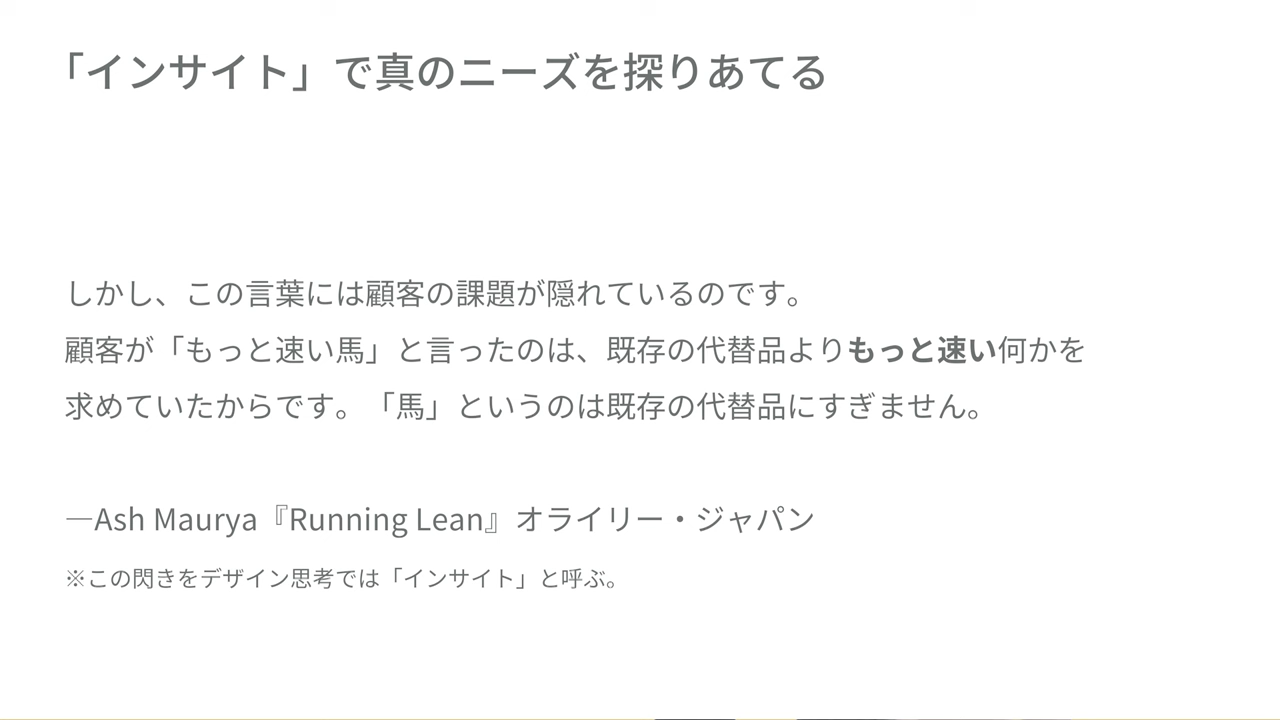 「インサイト」で真のニーズを探りあてる
しかし、この言葉には顧客の課題が隠れているのです。
顧客が「もっと速い馬」と言ったのは、既存の代替品よりもっと速い何かを
求めていたからです。「馬」というのは既存の代替品にすぎません。
—Ash Maurya『Running Lean』オライリー・ジャパン
※この閃きをデザイン思考では「インサイト」と呼ぶ。